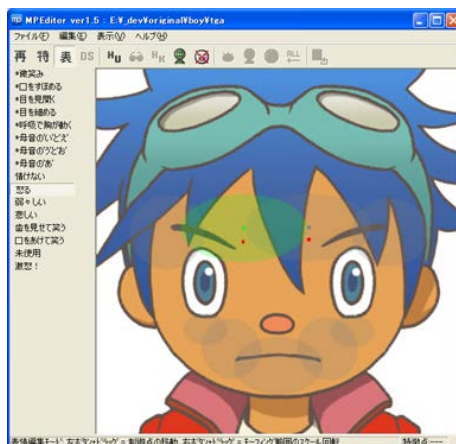 MPEditor ver1.5 : E:¥_dev¥original¥boy¥tga
ファイル(F) 編集(E) 表示(V) ヘルプ(H)
再 特 表 DS HU HK ALL
*微笑み
*口をすぼめる
*目を見開く
*目を細める
*呼吸で胸が動く
*母音の'いとえ'
*母音の'うとお'
*母音の'あ'
情けない
怒る
弱々しい
悲しい
歯を見せて笑う
口をあけて笑う
未使用
激怒!
表情編集モード: 左右ボタン+ドラッグ = 制御点の移動, 左右ボタン+ドラッグ = モーフィング範囲のスケール・回転 特徴点:---